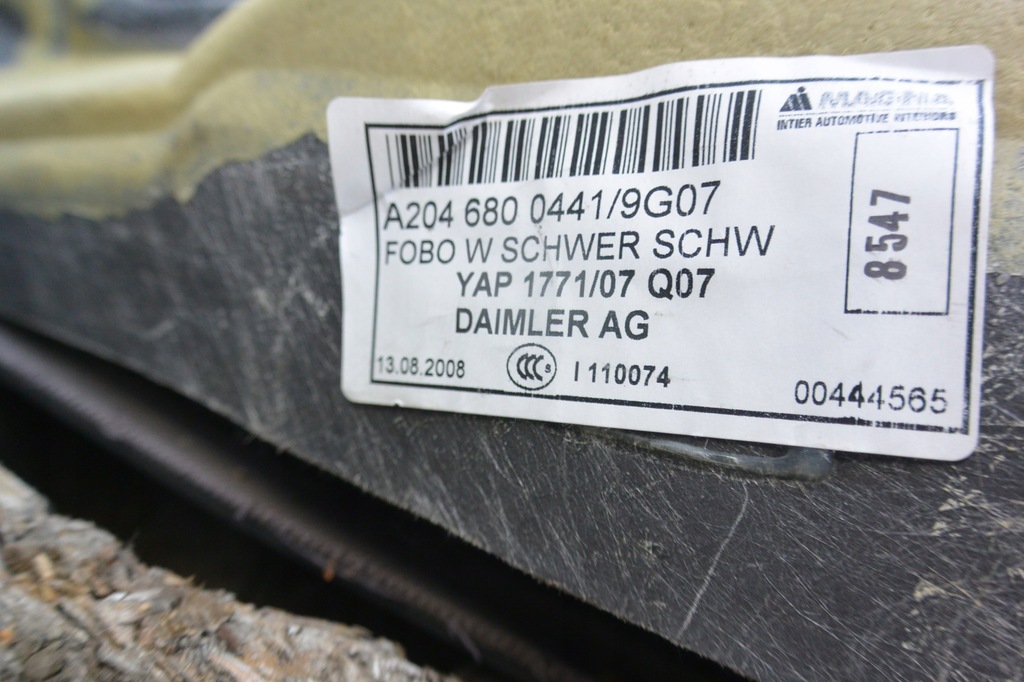 MAGNA
INTIER AUTOMOTIVE INTERIORS
A204 680 0441/9G07
FOBO W SCHWER SCHW
YAP 1771/07 Q07
DAIMLER AG
8547
13.08.2008
CCC S
I 110074
00444565